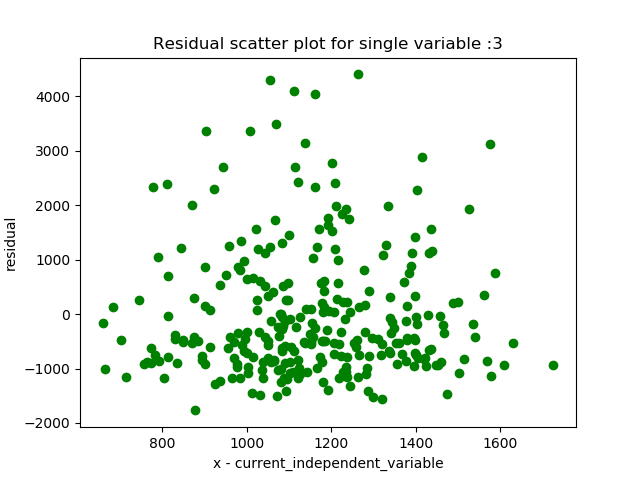 Residual scatter plot for single variable :3
4000
3000
2000
1000
0
−1000
−2000
residual
800 1000 1200 1400 1600
x - current_independent_variable